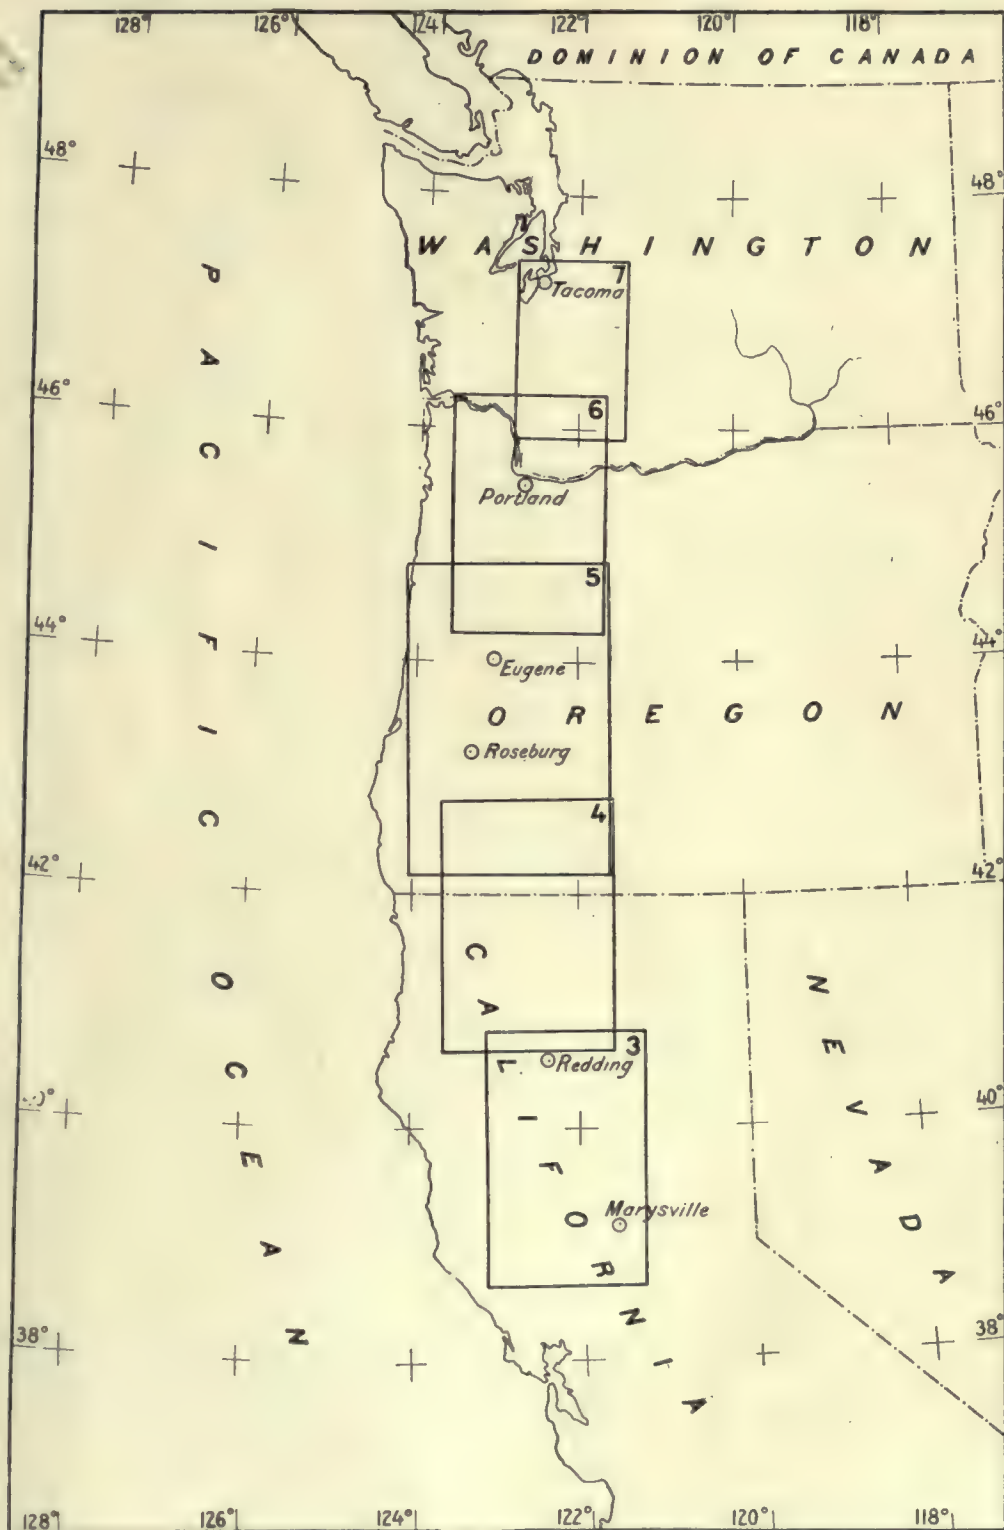 128° 126° 124° 122° 120° 118°
DOMINION OF CANADA
48° 48°
WASHINGTON
7
Tacoma
PACIFIC OCEAN
46° 46°
6
Portland
5
44° 44°
Eugene
OREGON
Roseburg
4
42° 42°
CALIFORNIA
NEVADA
3
Redding
40°
Marysville
38° 38°
128° 126° 124° 122° 120° 118°